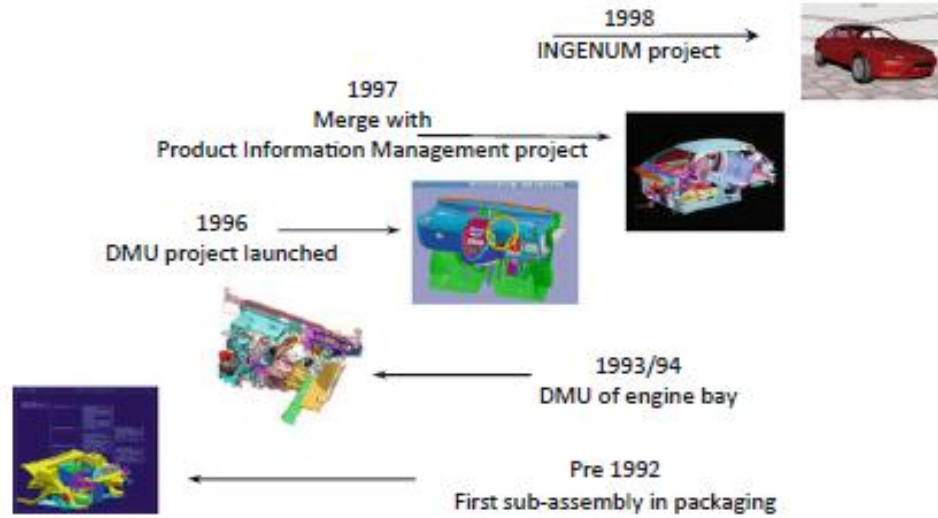 1998
INGENUM project
1997
Merge with
Product Information Management project
1996
DMU project launched
1993/94
DMU of engine bay
Pre 1992
First sub-assembly in packaging